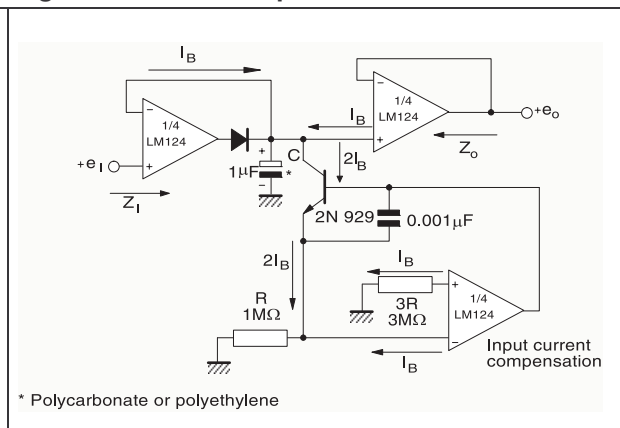 I_B
1/4
LM124
+e_I
Z_I
+
1μF
*
−
C
I_B
2I_B
1/4
LM124
+e_o
Z_o
2N 929
0.001μF
2I_B
R
1MΩ
I_B
3R
3MΩ
1/4
LM124
I_B
Input current
compensation
* Polycarbonate or polyethylene